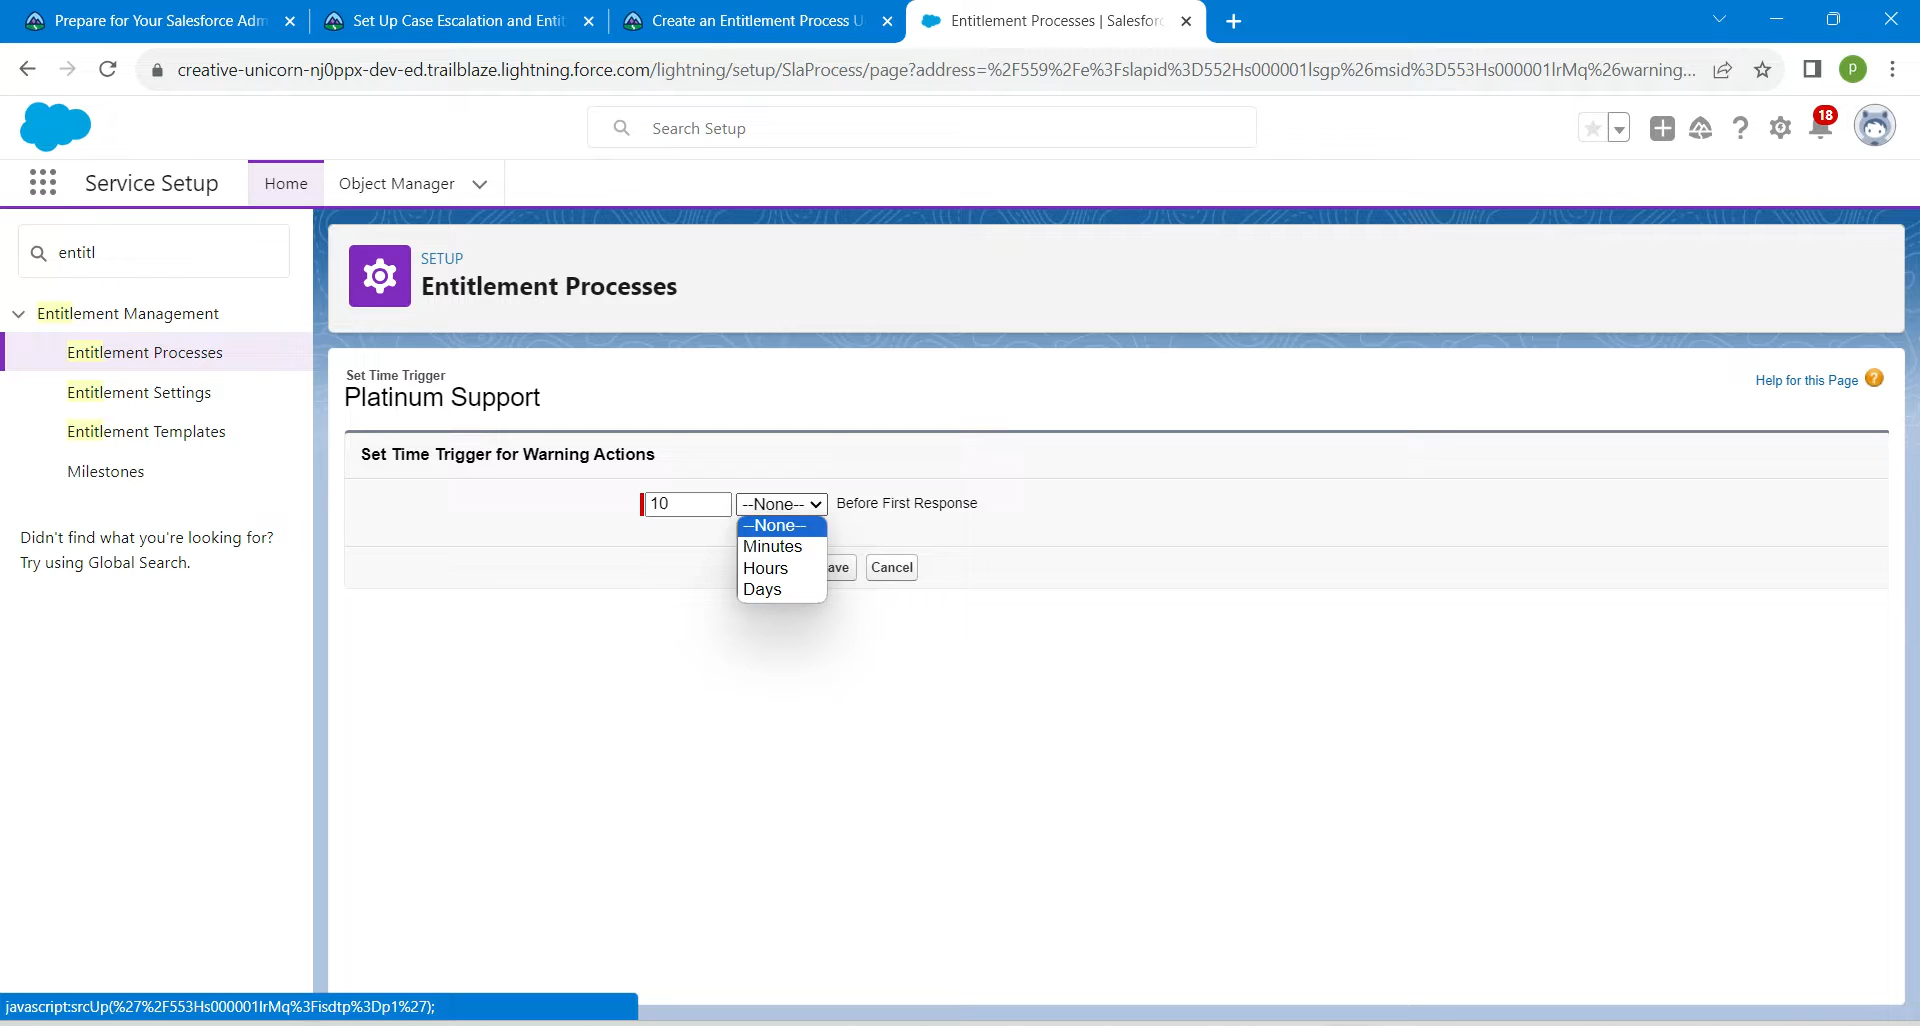 Prepare for Your Salesforce Adm
Set Up Case Escalation and Entit
Create an Entitlement Process U
Entitlement Processes | Salesforc
creative-unicorn-nj0ppx-dev-ed.trailblaze.lightning.force.com/lightning/setup/SlaProcess/page?address=%2F559%2Fe%3Fslapid%3D552Hs000001lsgp%26msid%3D553Hs000001lrMq%26warning...
P
Search Setup
18
Service Setup
Home
Object Manager
entitl
Entitlement Management
Entitlement Processes
Entitlement Settings
Entitlement Templates
Milestones
Didn't find what you're looking for?
Try using Global Search.
SETUP
Entitlement Processes
Set Time Trigger
Platinum Support
Help for this Page ?
Set Time Trigger for Warning Actions
10 --None-- Before First Response
--None--
Minutes
Hours
Days
ave
Cancel
javascript:srcUp(%27%2F553Hs000001lrMq%3Fisdtp%3Dp1%27);